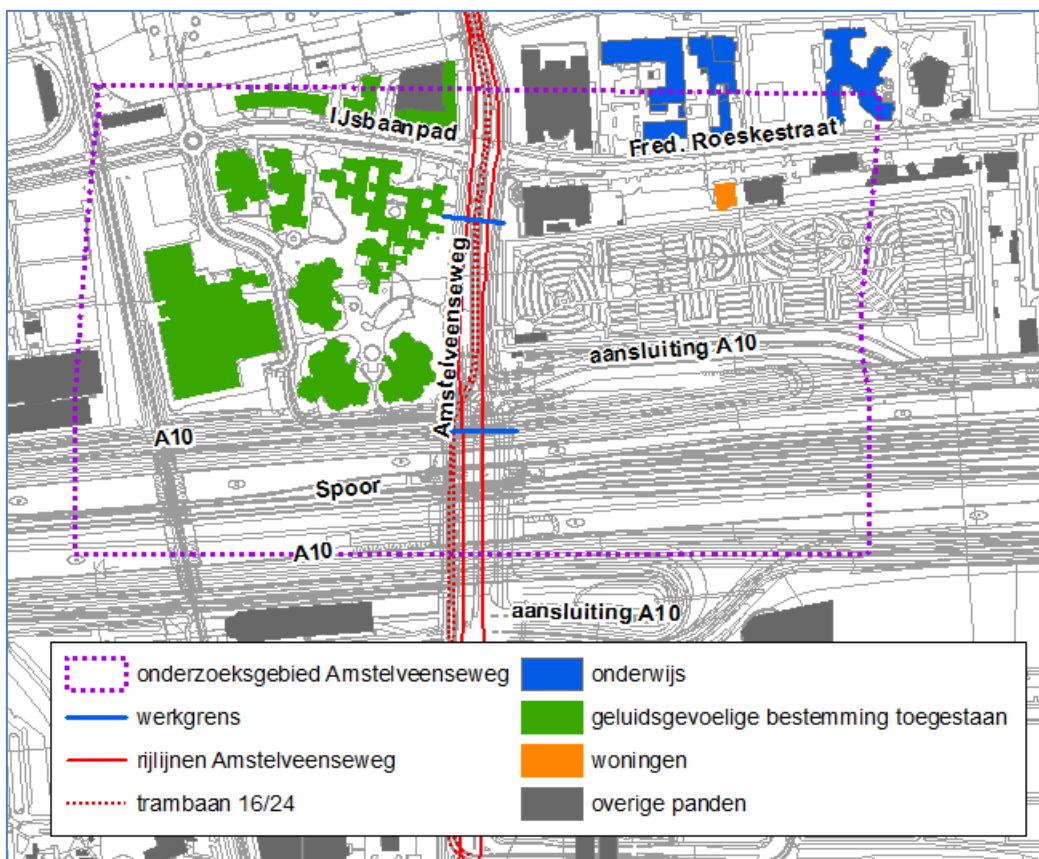 IJsbaanpad
Fred. Roeskestraat
Amstelveenseweg
aansluiting A10
A10
Spoor
A10
aansluiting A10
onderzoeksgebied Amstelveenseweg
werkgrens
rijlijnen Amstelveenseweg
trambaan 16/24
onderwijs
geluidsgevoelige bestemming toegestaan
woningen
overige panden